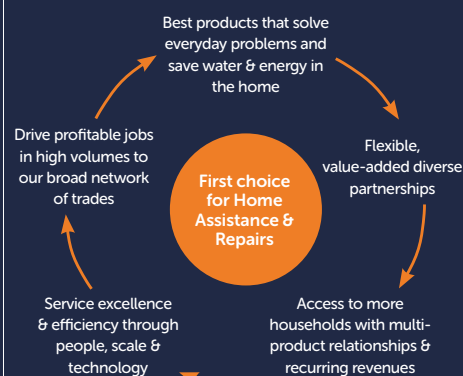 Best products that solve
everyday problems and
save water & energy in
the home
Flexible,
value-added diverse
partnerships
Access to more
households with multi-
product relationships &
recurring revenues
Service excellence
& efficiency through
people, scale &
technology
Drive profitable jobs
in high volumes to
our broad network
of trades
First choice
for Home
Assistance &
Repairs